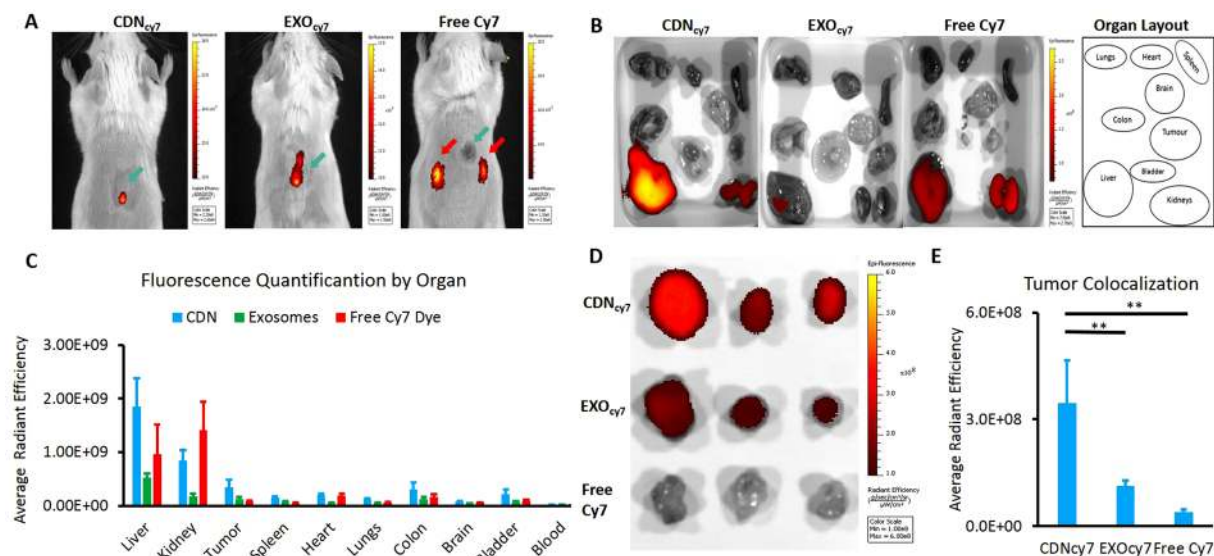 A
CDNcy7
EXOcy7
Free Cy7
B
CDNcy7
EXOcy7
Free Cy7
Organ Layout
Lungs
Heart
Spleen
Brain
Colon
Tumour
Liver
Bladder
Kidneys
C
Fluorescence Quantificantion by Organ
CDN
Exosomes
Free Cy7 Dye
Average Radiant Efficiency
3.00E+09
2.00E+09
1.00E+09
0.00E+00
Liver
Kidney
Tumor
Spleen
Heart
Lungs
Colon
Brain
Bladder
Blood
D
CDNcy7
EXOcy7
Free
Cy7
Epi-fluorescence
6.0
5.0
4.0
3.0
2.0
1.0
Radiant Efficiency
Color Scale
Min = 1.00e8
Max = 6.00e8
E
Tumor Colocalization
Average Radiant Efficiency
6.0E+08
3.0E+08
0.0E+00
**
**
CDNcy7
EXOcy7
Free Cy7